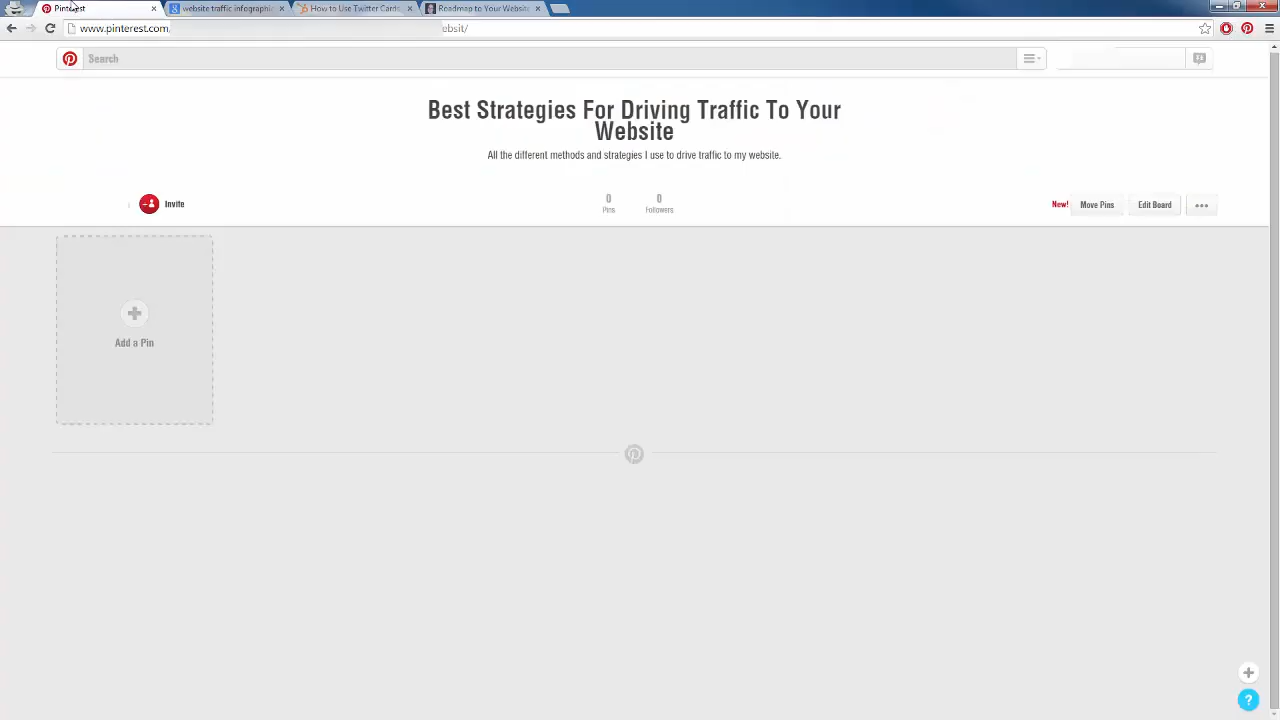 Pinterest
website traffic infographic
How to Use Twitter Cards
Roadmap to Your Website
www.pinterest.com
ebsit/
Search
Best Strategies For Driving Traffic To Your
Website
All the different methods and strategies I use to drive traffic to my website.
Invite
0
Pins
0
Followers
New!
Move Pins
Edit Board
Add a Pin
?